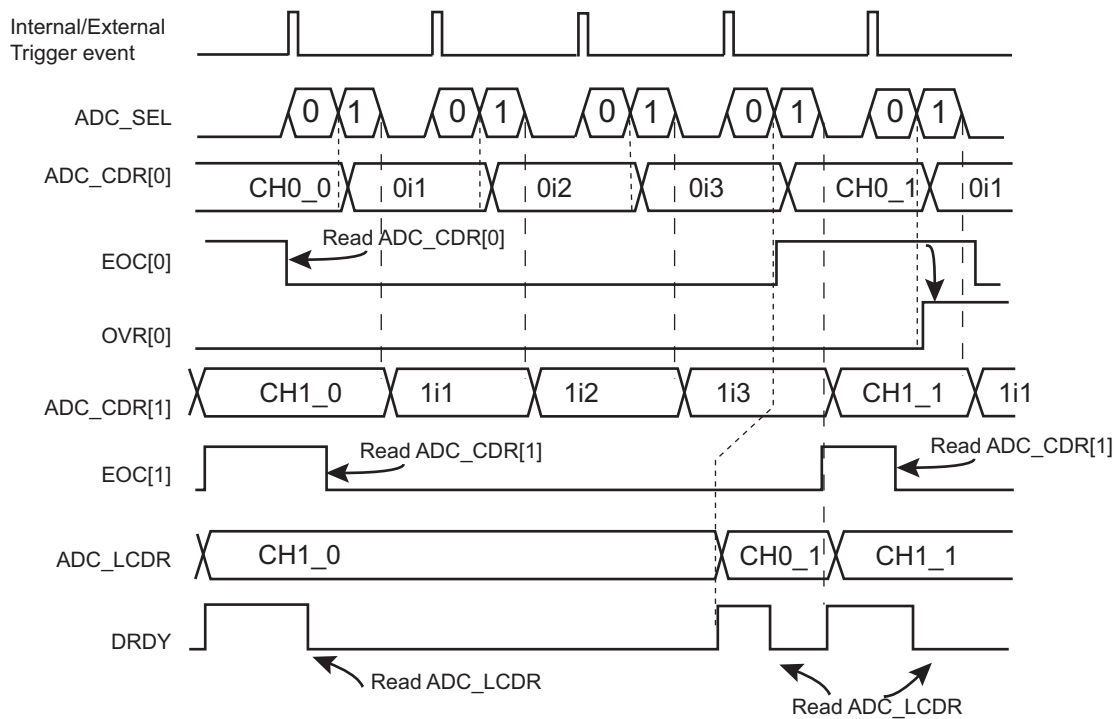 Internal/External
Trigger event
ADC_SEL
0 1 0 1 0 1 0 1 0 1
ADC_CDR[0]
CH0_0 0i1 0i2 0i3 CH0_1 0i1
Read ADC_CDR[0]
EOC[0]
OVR[0]
ADC_CDR[1]
CH1_0 1i1 1i2 1i3 CH1_1 1i1
Read ADC_CDR[1] Read ADC_CDR[1]
EOC[1]
ADC_LCDR
CH1_0 CH0_1 CH1_1
DRDY
Read ADC_LCDR
Read ADC_LCDR